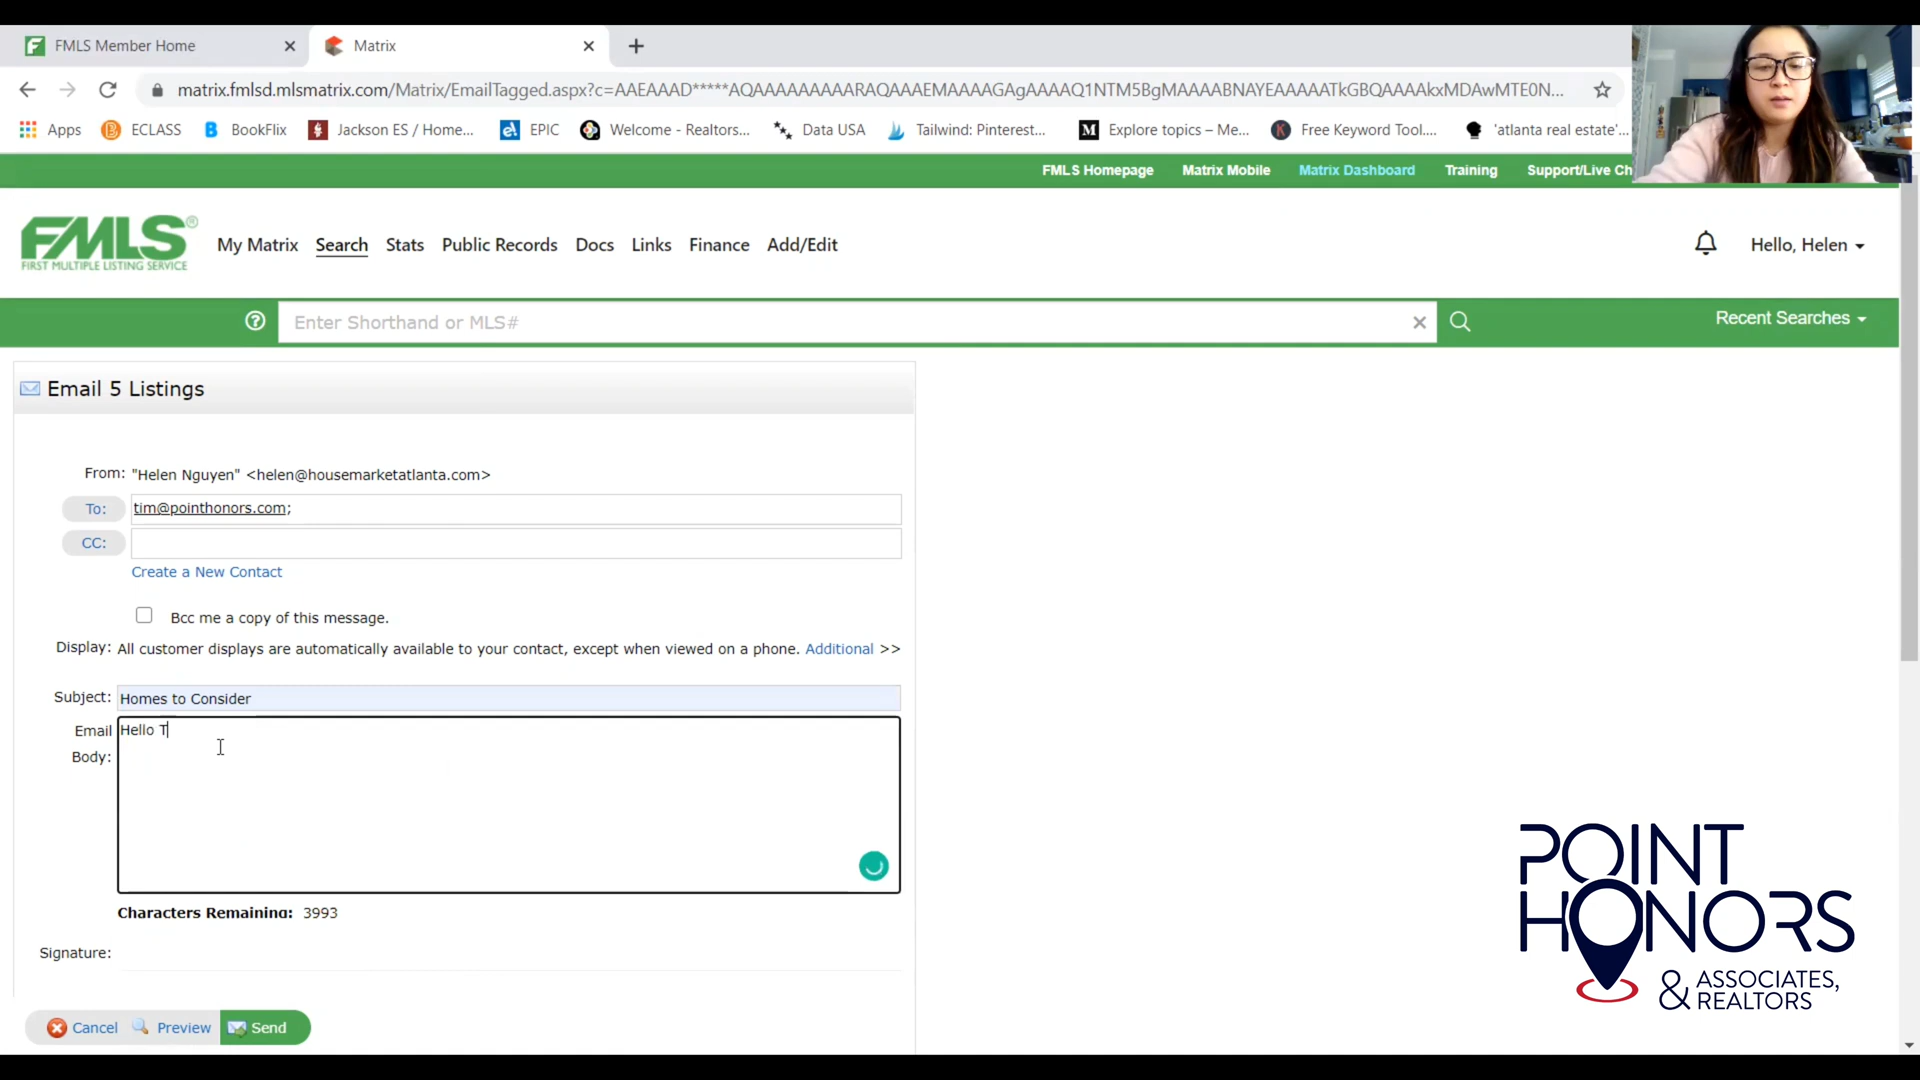 FMLS Member Home
Matrix
matrix.fmlsd.mlsmatrix.com/Matrix/EmailTagged.aspx?c=AAEAAAD*****AQAAAAAAAAARAQAAAEMAAAAGAgAAAAQ1NTM5BgMAAAABNAYEAAAAATkGBQAAAAkxMDAwMTE0N...
Apps
ECLASS
BookFlix
Jackson ES / Home...
EPIC
Welcome - Realtors...
Data USA
Tailwind: Pinterest...
Explore topics – Me...
Free Keyword Tool....
'atlanta real estate'...
FMLS Homepage
Matrix Mobile
Matrix Dashboard
Training
Support/Live Ch
FMLS®
FIRST MULTIPLE LISTING SERVICE
My Matrix
Search
Stats
Public Records
Docs
Links
Finance
Add/Edit
Hello, Helen
Enter Shorthand or MLS#
Recent Searches
Email 5 Listings
From: "Helen Nguyen" <helen@housemarketatlanta.com>
To: tim@pointhonors.com;
CC:
Create a New Contact
Bcc me a copy of this message.
Display: All customer displays are automatically available to your contact, except when viewed on a phone. Additional >>
Subject: Homes to Consider
Email Body: Hello T
Characters Remaining: 3993
Signature:
Cancel
Preview
Send
POINT
HONORS
& ASSOCIATES,
REALTORS